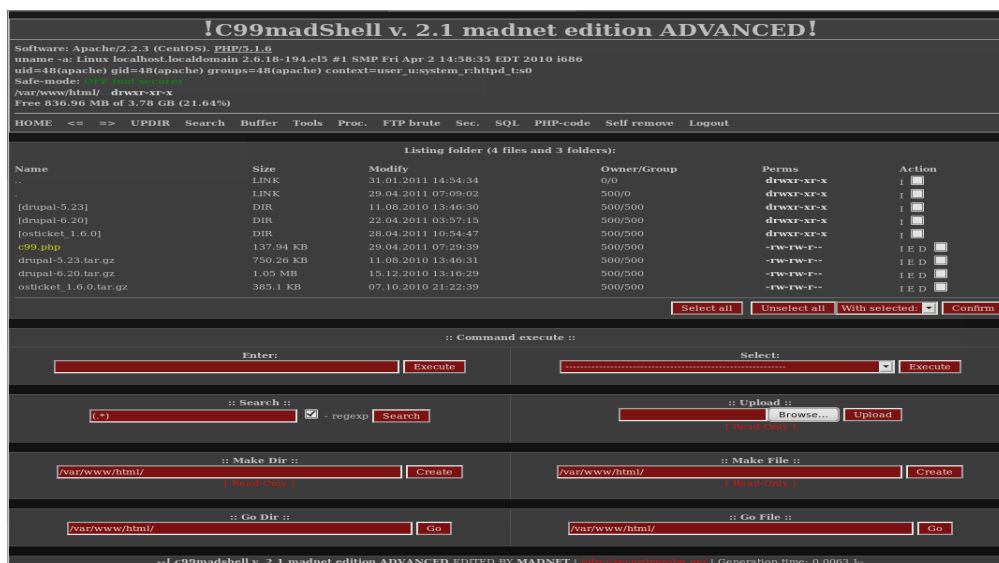 !C99madShell v. 2.1 madnet edition ADVANCED!
Software: Apache/2.2.3 (CentOS). PHP/5.1.6
uname -a: Linux localhost.localdomain 2.6.18-194.el5 #1 SMP Fri Apr 2 14:58:35 EDT 2010 i686
uid=48(apache) gid=48(apache) groups=48(apache) context=user_u:system_r:httpd_t:s0
Safe-mode: OFF (not secure)
/var/www/html/ drwxr-xr-x
Free 836.96 MB of 3.78 GB (21.64%)
HOME <= => UPDIR Search Buffer Tools Proc. FTP brute Sec. SQL PHP-code Self remove Logout
Listing folder (4 files and 3 folders):
Name Size Modify Owner/Group Perms Action
.. LINK 31.01.2011 14:54:34 0/0 drwxr-xr-x I
. LINK 29.04.2011 07:09:02 500/0 drwxr-xr-x I
[drupal-5.23] DIR 11.08.2010 13:46:30 500/500 drwxr-xr-x I
[drupal-6.20] DIR 22.04.2011 03:57:15 500/500 drwxr-xr-x I
[osticket_1.6.0] DIR 28.04.2011 10:54:47 500/500 drwxr-xr-x I
c99.php 137.94 KB 29.04.2011 07:29:39 500/500 -rw-rw-r-- I E D
drupal-5.23.tar.gz 750.26 KB 11.08.2010 13:46:31 500/500 -rw-rw-r-- I E D
drupal-6.20.tar.gz 1.05 MB 15.12.2010 13:16:29 500/500 -rw-rw-r-- I E D
osticket_1.6.0.tar.gz 385.1 KB 07.10.2010 21:22:39 500/500 -rw-rw-r-- I E D
Select all Unselect all With selected: Confirm
:: Command execute ::
Enter: Select:
Execute Execute
:: Search :: :: Upload ::
(.*) - regexp Search Browse... Upload
[ Read-Only ]
:: Make Dir :: :: Make File ::
/var/www/html/ Create /var/www/html/ Create
[ Read-Only ] [ Read-Only ]
:: Go Dir :: :: Go File ::
/var/www/html/ Go /var/www/html/ Go
--[ c99madshell v. 2.1 madnet edition ADVANCED EDITED BY MADNET | | Generation time: 0.0063 ]--